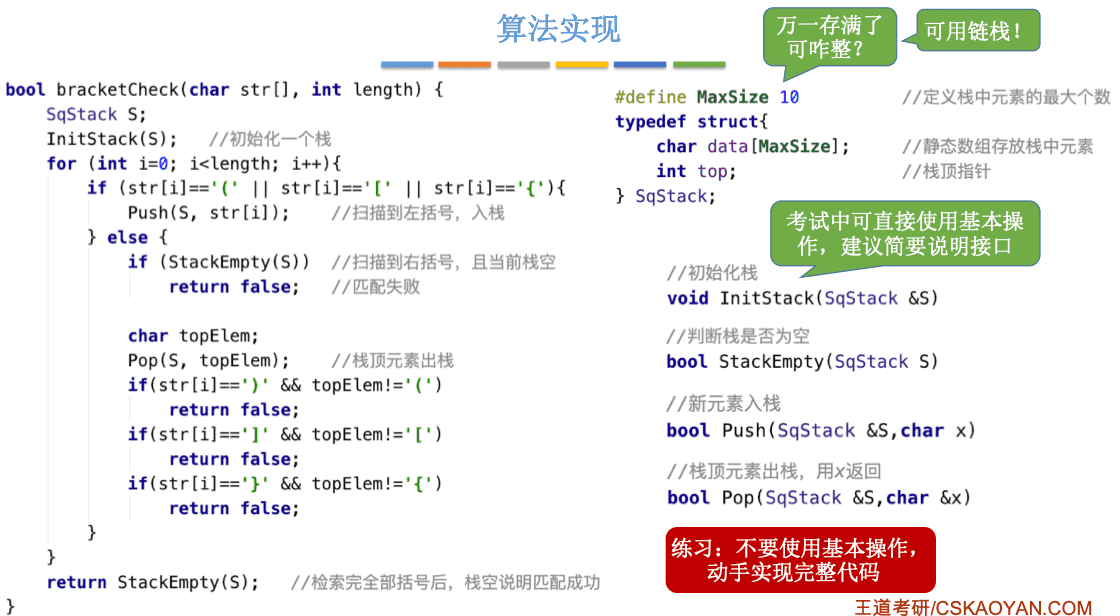 算法实现
万一存满了
可咋整？
可用链栈！
bool bracketCheck(char str[], int length) {
    SqStack S;
    InitStack(S);   //初始化一个栈
    for (int i=0; i<length; i++){
        if (str[i]=='(' || str[i]=='[' || str[i]=='{'){
            Push(S, str[i]);    //扫描到左括号，入栈
        } else {
            if (StackEmpty(S))  //扫描到右括号，且当前栈空
                return false;   //匹配失败
            char topElem;
            Pop(S, topElem);    //栈顶元素出栈
            if(str[i]==')' && topElem!='(')
                return false;
            if(str[i]==']' && topElem!='[')
                return false;
            if(str[i]=='}' && topElem!='{')
                return false;
        }
    }
    return StackEmpty(S);   //检索完全部括号后，栈空说明匹配成功
}
#define MaxSize 10          //定义栈中元素的最大个数
typedef struct{
    char data[MaxSize];     //静态数组存放栈中元素
    int top;                //栈顶指针
} SqStack;
考试中可直接使用基本操
作，建议简要说明接口
//初始化栈
void InitStack(SqStack &S)
//判断栈是否为空
bool StackEmpty(SqStack S)
//新元素入栈
bool Push(SqStack &S,char x)
//栈顶元素出栈，用x返回
bool Pop(SqStack &S,char &x)
练习：不要使用基本操作，
动手实现完整代码
王道考研/CSKAOYAN.COM